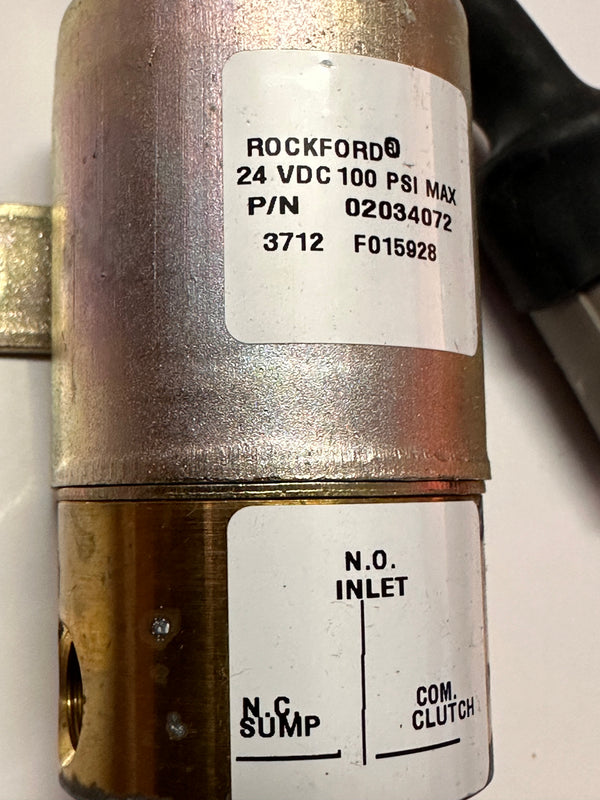 ROCKFORD®
24 VDC 100 PSI MAX
P/N 02034072
3712 F015928
N.O.
INLET
N.C.
SUMP
COM.
CLUTCH